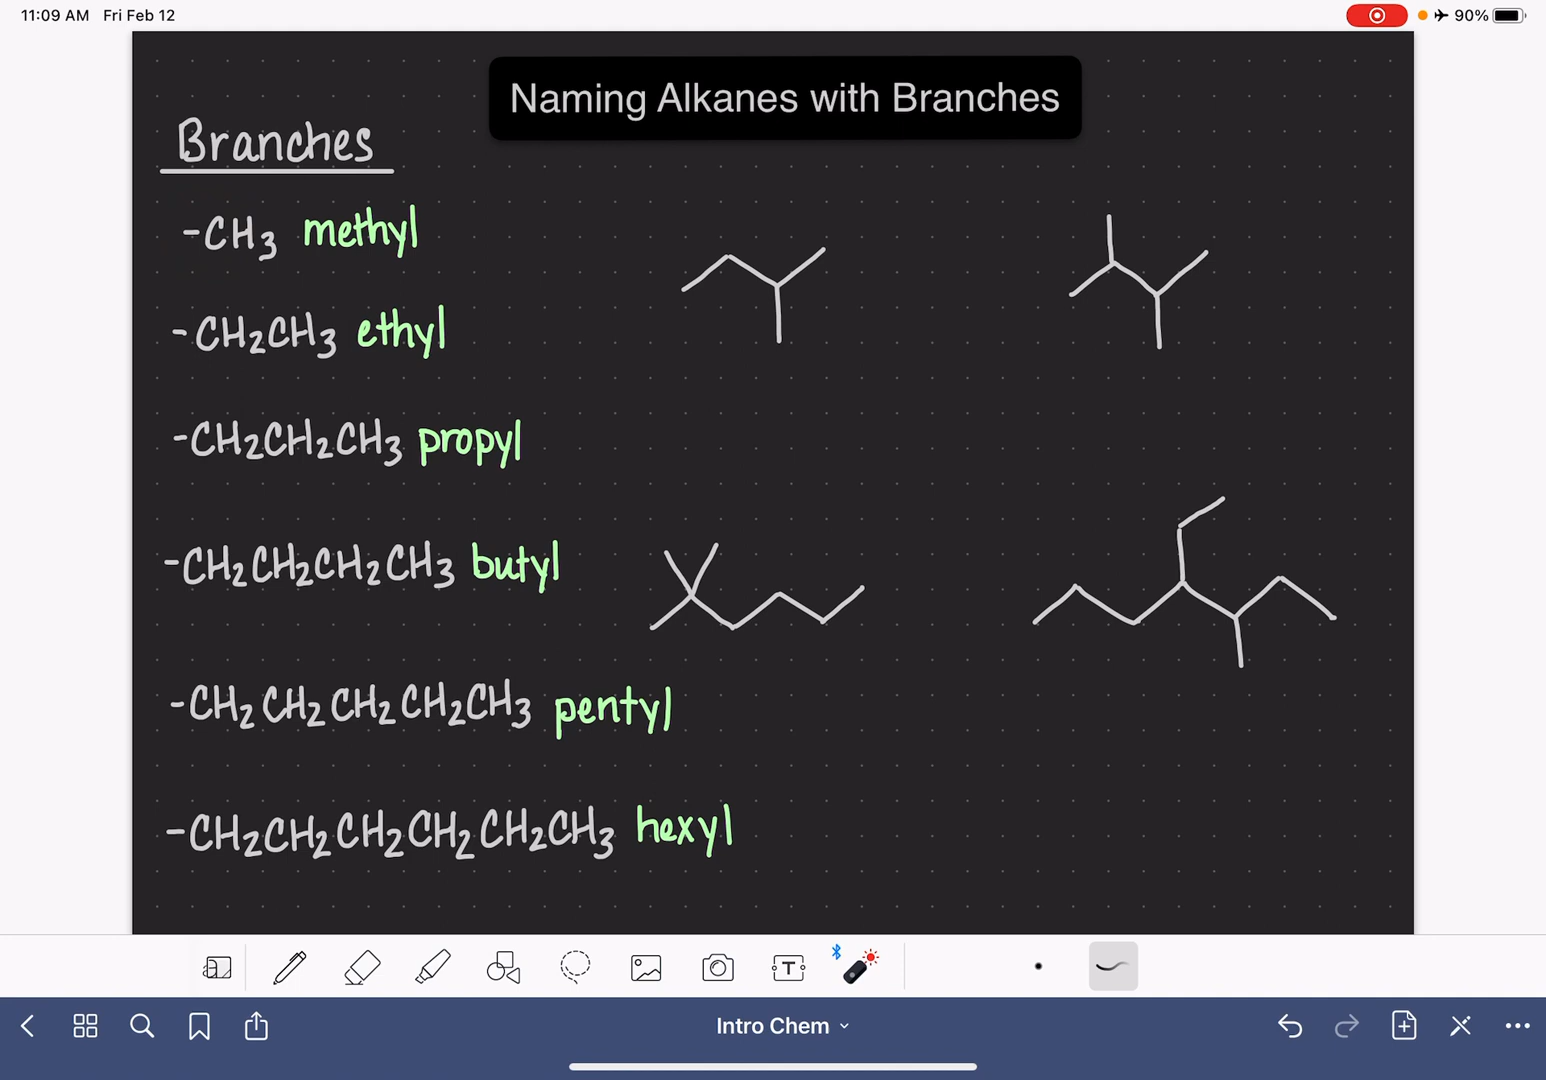 11:09 AM Fri Feb 12
90%
Naming Alkanes with Branches
Branches
-CH3 methyl
-CH2CH3 ethyl
-CH2CH2CH3 propyl
-CH2CH2CH2CH3 butyl
-CH2CH2CH2CH2CH3 pentyl
-CH2CH2CH2CH2CH2CH3 hexyl
a
T
Intro Chem